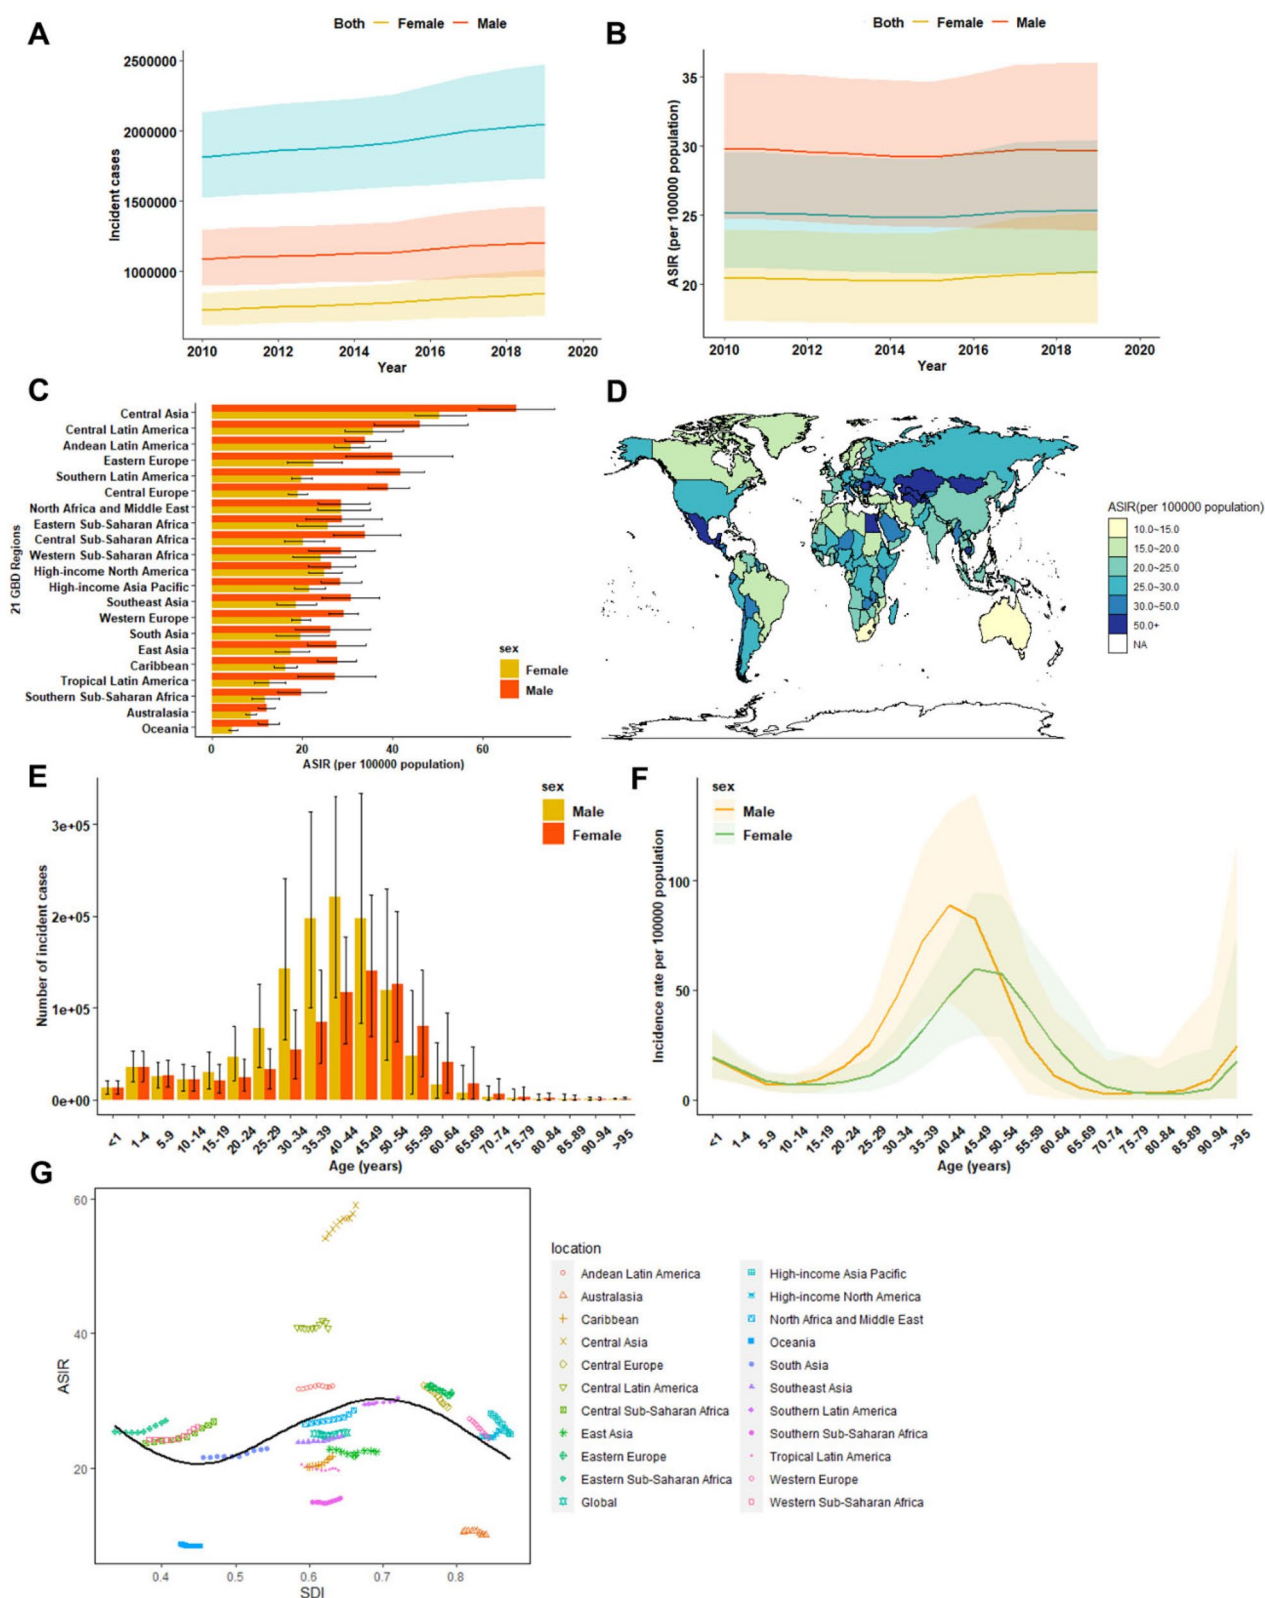 A
Both Female Male
2500000
2000000
1500000
1000000
Incident cases
2010 2012 2014 2016 2018 2020
Year
B
Both Female Male
35
30
25
20
ASIR (per 100000 population)
2010 2012 2014 2016 2018 2020
Year
C
21 GBD Regions
Central Asia
Central Latin America
Andean Latin America
Eastern Europe
Southern Latin America
Central Europe
North Africa and Middle East
Eastern Sub-Saharan Africa
Central Sub-Saharan Africa
Western Sub-Saharan Africa
High-income North America
High-income Asia Pacific
Southeast Asia
Western Europe
South Asia
East Asia
Caribbean
Tropical Latin America
Southern Sub-Saharan Africa
Australasia
Oceania
0 20 40 60
ASIR (per 100000 population)
sex
Female
Male
D
ASIR(per 100000 population)
10.0~15.0
15.0~20.0
20.0~25.0
25.0~30.0
30.0~50.0
50.0+
NA
E
sex
Male
Female
3e+05
2e+05
1e+05
0e+00
Number of incident cases
<1 1-4 5-9 10-14 15-19 20-24 25-29 30-34 35-39 40-44 45-49 50-54 55-59 60-64 65-69 70-74 75-79 80-84 85-89 90-94 >95
Age (years)
F
sex
Male
Female
100
50
0
Incidence rate per 100000 population
<1 1-4 5-9 10-14 15-19 20-24 25-29 30-34 35-39 40-44 45-49 50-54 55-59 60-64 65-69 70-74 75-79 80-84 85-89 90-94 >95
Age (years)
G
60
40
20
ASIR
0.4 0.5 0.6 0.7 0.8
SDI
location
Andean Latin America
Australasia
Caribbean
Central Asia
Central Europe
Central Latin America
Central Sub-Saharan Africa
East Asia
Eastern Europe
Eastern Sub-Saharan Africa
Global
High-income Asia Pacific
High-income North America
North Africa and Middle East
Oceania
South Asia
Southeast Asia
Southern Latin America
Southern Sub-Saharan Africa
Tropical Latin America
Western Europe
Western Sub-Saharan Africa